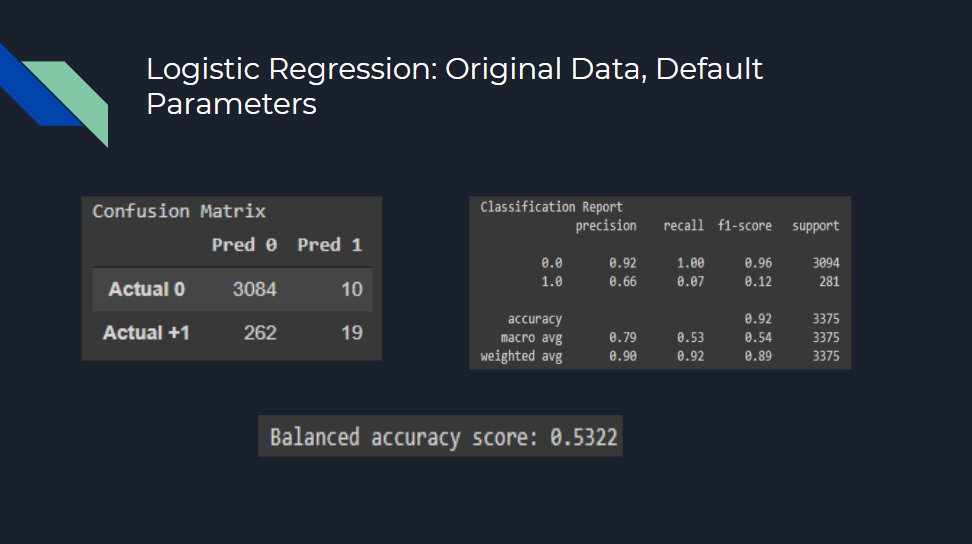 Logistic Regression: Original Data, Default
Parameters
Confusion Matrix
Pred 0 Pred 1
Actual 0 3084 10
Actual +1 262 19
Classification Report
precision recall f1-score support
0.0 0.92 1.00 0.96 3094
1.0 0.66 0.07 0.12 281
accuracy 0.92 3375
macro avg 0.79 0.53 0.54 3375
weighted avg 0.90 0.92 0.89 3375
Balanced accuracy score: 0.5322